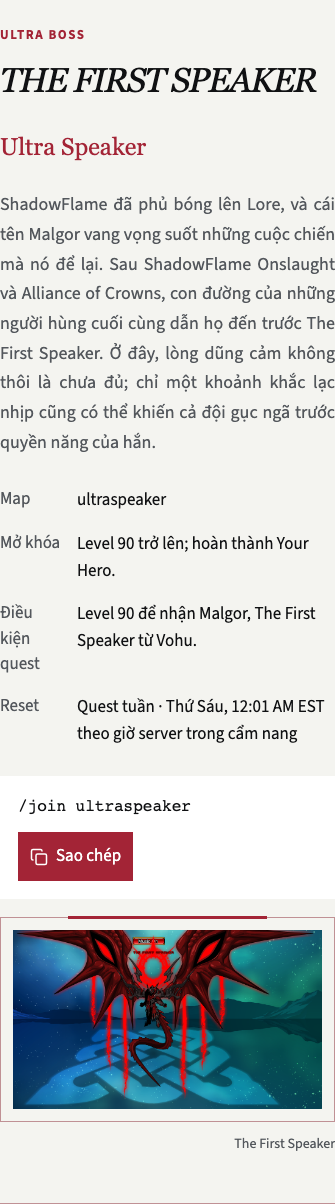 ULTRA BOSS
THE FIRST SPEAKER
Ultra Speaker
ShadowFlame đã phủ bóng lên Lore, và cái
tên Malgor vang vọng suốt những cuộc chiến
mà nó để lại. Sau ShadowFlame Onslaught
và Alliance of Crowns, con đường của những
người hùng cuối cùng dẫn họ đến trước The
First Speaker. Ở đây, lòng dũng cảm không
thôi là chưa đủ; chỉ một khoảnh khắc lạc
nhịp cũng có thể khiến cả đội gục ngã trước
quyền năng của hắn.
Map
ultraspeaker
Mở khóa
Level 90 trở lên; hoàn thành Your
Hero.
Điều
kiện
quest
Level 90 để nhận Malgor, The First
Speaker từ Vohu.
Reset
Quest tuần · Thứ Sáu, 12:01 AM EST
theo giờ server trong cẩm nang
/join ultraspeaker
Sao chép
The First Speaker